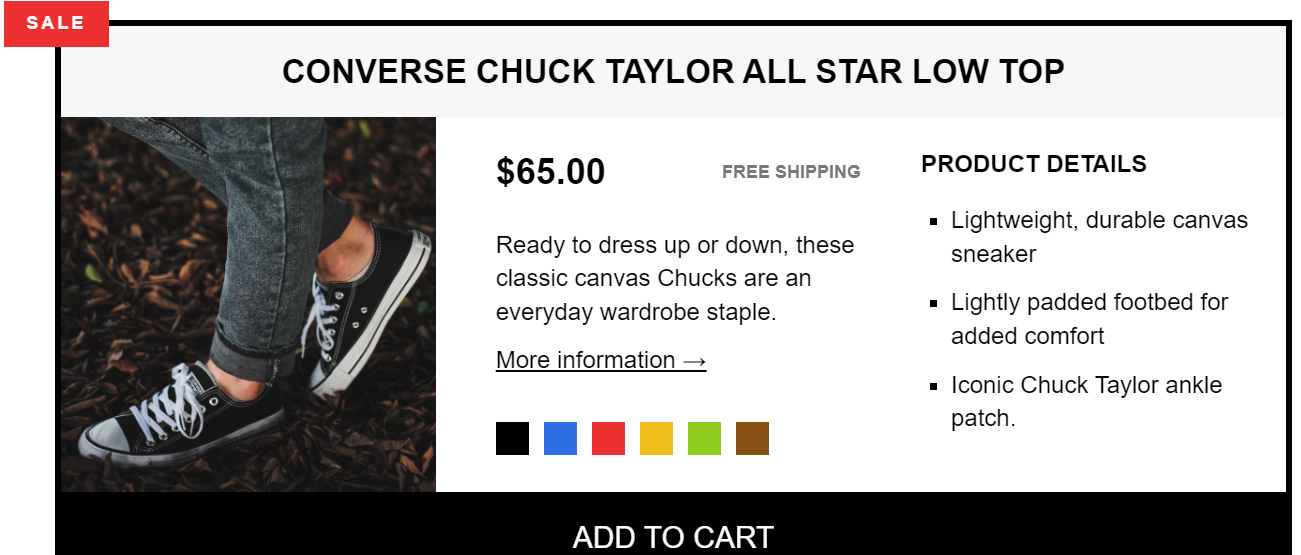 SALE
CONVERSE CHUCK TAYLOR ALL STAR LOW TOP
$65.00
FREE SHIPPING
Ready to dress up or down, these
classic canvas Chucks are an
everyday wardrobe staple.
More information →
PRODUCT DETAILS
Lightweight, durable canvas
sneaker
Lightly padded footbed for
added comfort
Iconic Chuck Taylor ankle
patch.
ADD TO CART